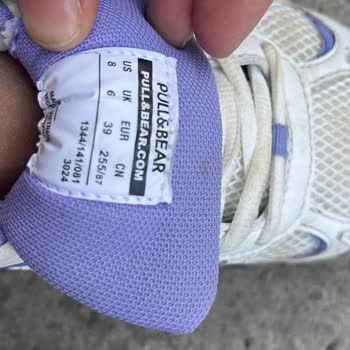 PULL&BEAR
PULL&BEAR.COM
US UK EUR CN
8 6 39 255/87
1344/141/081
3024